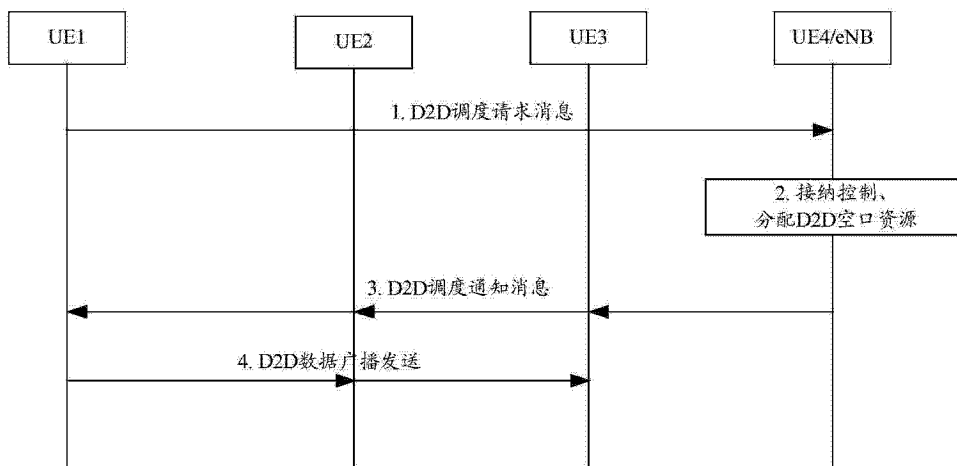 UE1
UE2
UE3
UE4/eNB
1. D2D调度请求消息
2. 接纳控制、
分配D2D空口资源
3. D2D调度通知消息
4. D2D数据广播发送